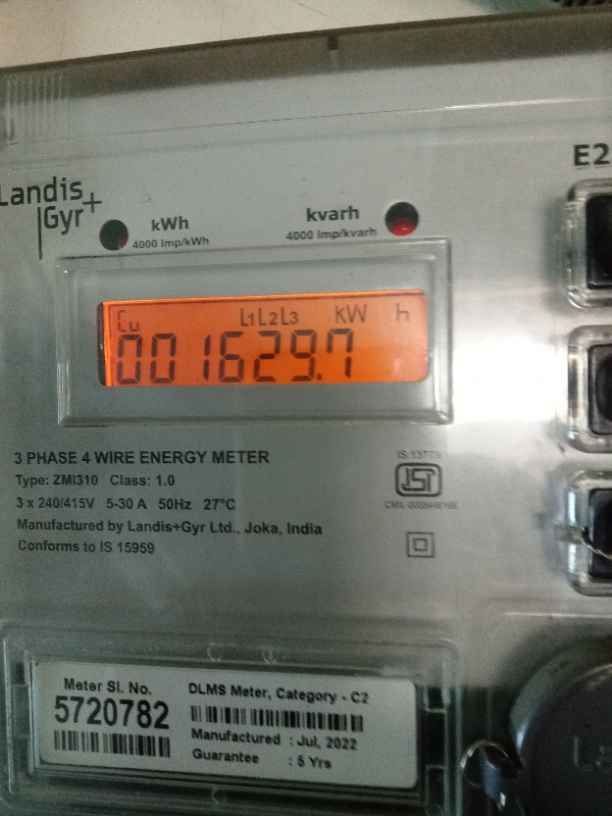 E2
Landis
Gyr+
kWh
4000 Imp/kWh
kvarh
4000 Imp/kvarh
Cu L1L2L3 kW h
001629.7
3 PHASE 4 WIRE ENERGY METER
Type: ZMI310 Class: 1.0
3 x 240/415V 5-30 A 50Hz 27°C
Manufactured by Landis+Gyr Ltd., Joka, India
Conforms to IS 15959
IS:13779
Meter Sl. No.
5720782
DLMS Meter, Category - C2
Manufactured : Jul, 2022
Guarantee : 5 Yrs